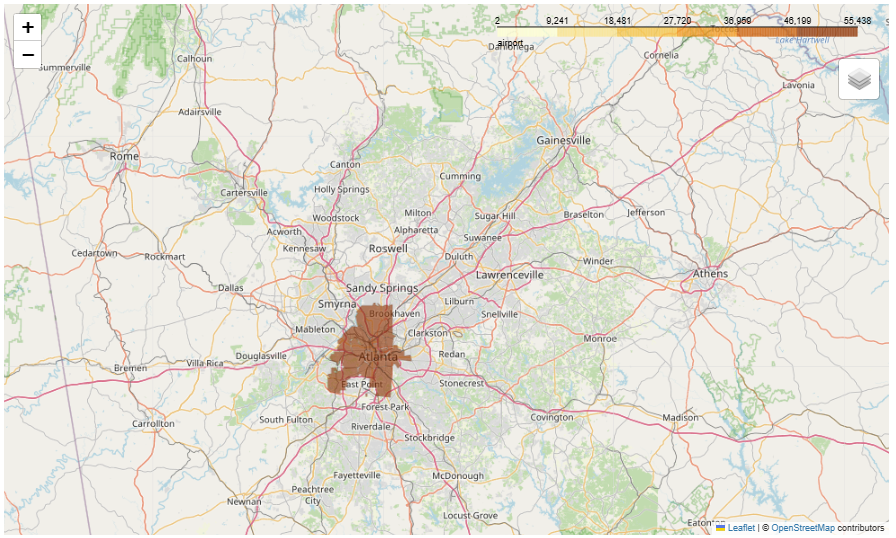 +
−
2 9,241 18,481 27,720 36,959 46,199 55,438
airport
Dahlonega
Lake Hartwell
Cornelia
Calhoun
Summerville
Lavonia
Adairsville
Gainesville
Rome
Canton
Cumming
Cartersville
Holly Springs
Woodstock
Milton
Sugar Hill
Braselton
Jefferson
Acworth
Alpharetta
Suwanee
Kennesaw
Roswell
Cedartown
Rockmart
Duluth
Winder
Lawrenceville
Athens
Dallas
Sandy Springs
Smyrna
Lilburn
Brookhaven
Snellville
Mableton
Clarkston
Monroe
Atlanta
Redan
Douglasville
Villa Rica
Bremen
East Point
Stonecrest
Forest Park
Covington
Madison
South Fulton
Carrollton
Riverdale
Stockbridge
Fayetteville
McDonough
Peachtree
City
Newnan
Locust Grove
Leaflet | © OpenStreetMap contributors